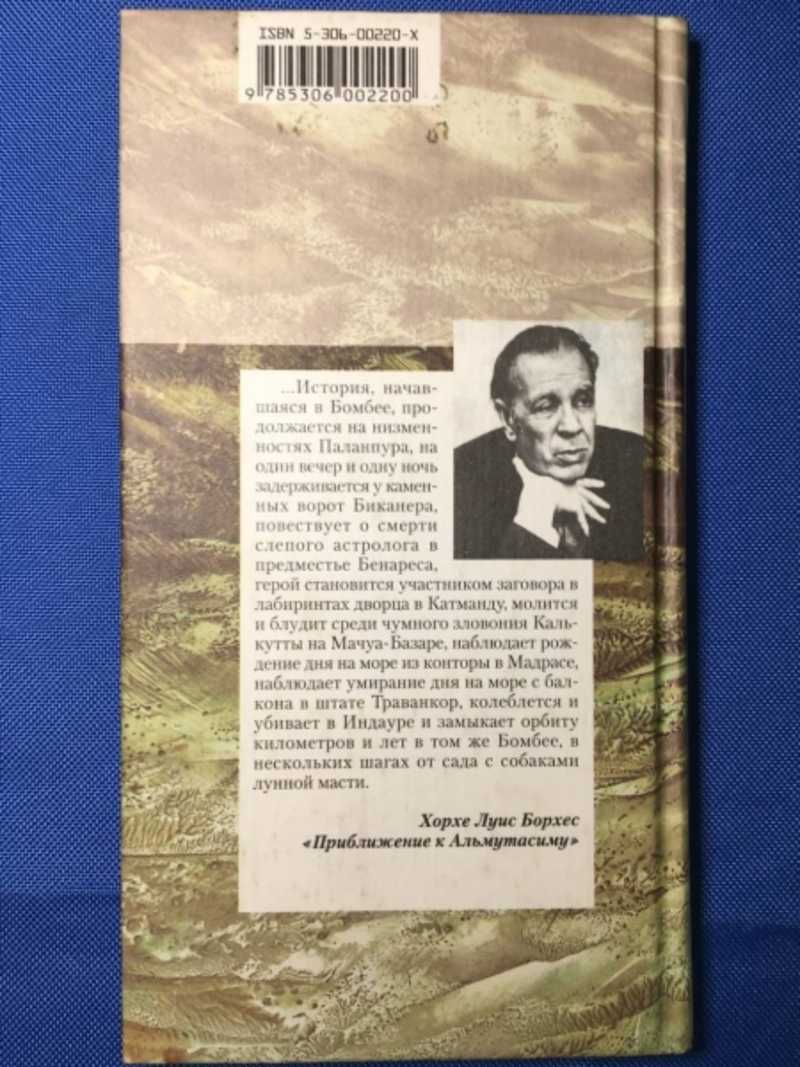 ISBN 5-306-00220-X
9 785306 002200
...История, начав-
шаяся в Бомбее, про-
должается на низмен-
ностях Паланпура, на
один вечер и одну ночь
задерживается у камен-
ных ворот Биканера,
повествует о смерти
слепого астролога в
предместье Бенареса,
герой становится участником заговора в
лабиринтах дворца в Катманду, молится
и блудит среди чумного зловония Каль-
кутты на Мачуа-Базаре, наблюдает рож-
дение дня на море из конторы в Мадрасе,
наблюдает умирание дня на море с бал-
кона в штате Траванкор, колеблется и
убивает в Индауре и замыкает орбиту
километров и лет в том же Бомбее, в
нескольких шагах от сада с собаками
лунной масти.
Хорхе Луис Борхес
«Приближение к Альмутасиму»